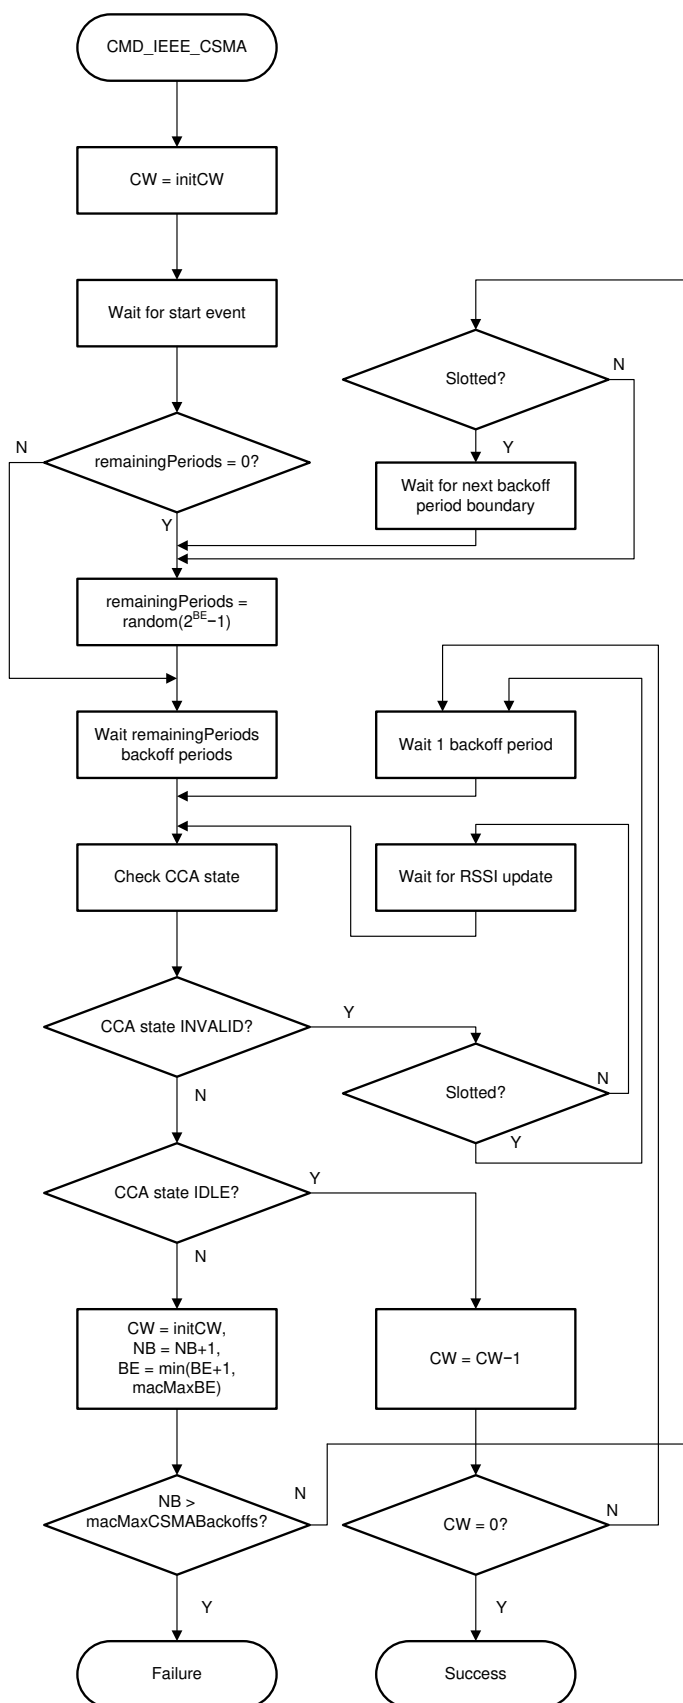 CMD_IEEE_CSMA
CW = initCW
Wait for start event
Slotted?
N
Y
N
remainingPeriods = 0?
Y
Wait for next backoff
period boundary
remainingPeriods =
random(2^BE−1)
Wait remainingPeriods
backoff periods
Wait 1 backoff period
Check CCA state
Wait for RSSI update
CCA state INVALID?
Y
N
Slotted?
N
Y
CCA state IDLE?
Y
N
CW = initCW,
NB = NB+1,
BE = min(BE+1,
macMaxBE)
CW = CW−1
NB >
macMaxCSMABackoffs?
N
Y
CW = 0?
N
Y
Failure
Success